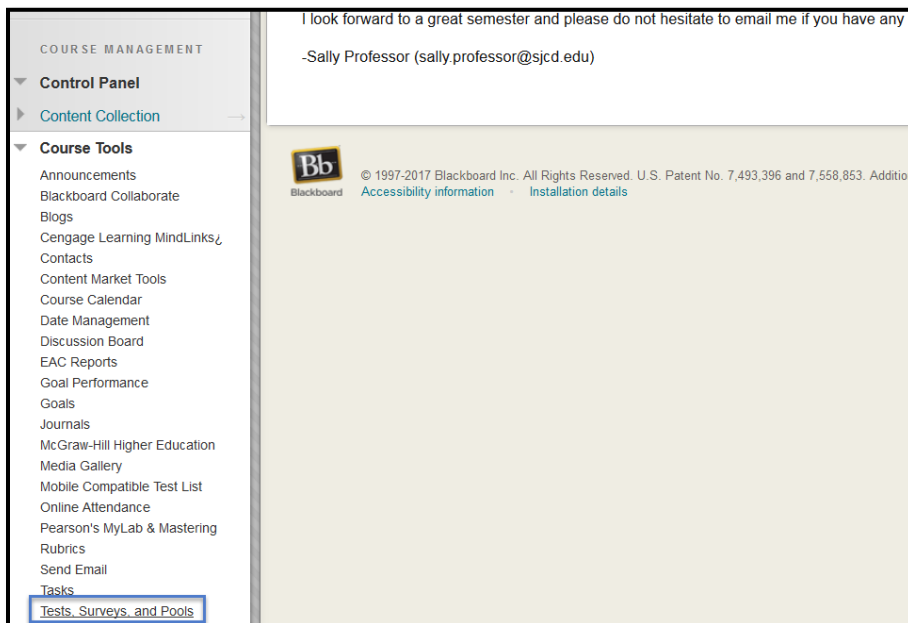 COURSE MANAGEMENT
Control Panel
Content Collection
Course Tools
Announcements
Blackboard Collaborate
Blogs
Cengage Learning MindLinks¿
Contacts
Content Market Tools
Course Calendar
Date Management
Discussion Board
EAC Reports
Goal Performance
Goals
Journals
McGraw-Hill Higher Education
Media Gallery
Mobile Compatible Test List
Online Attendance
Pearson's MyLab & Mastering
Rubrics
Send Email
Tasks
Tests, Surveys, and Pools
I look forward to a great semester and please do not hesitate to email me if you have any
-Sally Professor (sally.professor@sjcd.edu)
Bb
Blackboard
© 1997-2017 Blackboard Inc. All Rights Reserved. U.S. Patent No. 7,493,396 and 7,558,853. Additio
Accessibility information · Installation details